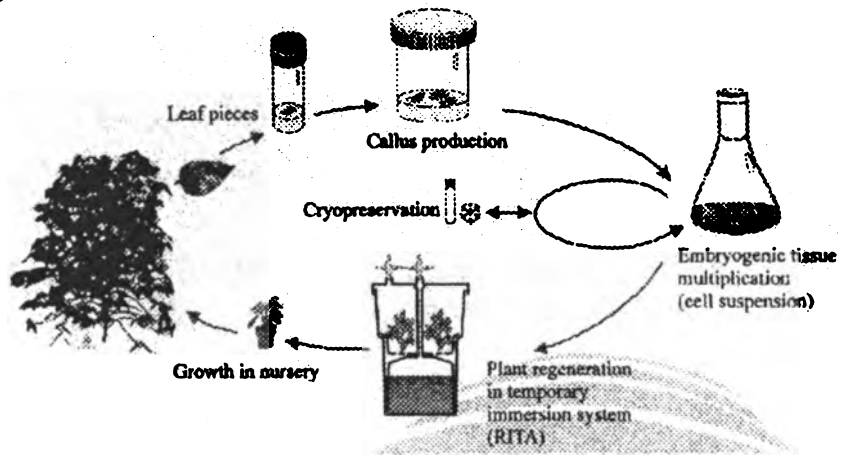 Leaf pieces
Callus production
Cryopreservation
Embryogenic tissue
multiplication
(cell suspension)
Growth in nursery
Plant regeneration
in temporary
immersion system
(RITA)